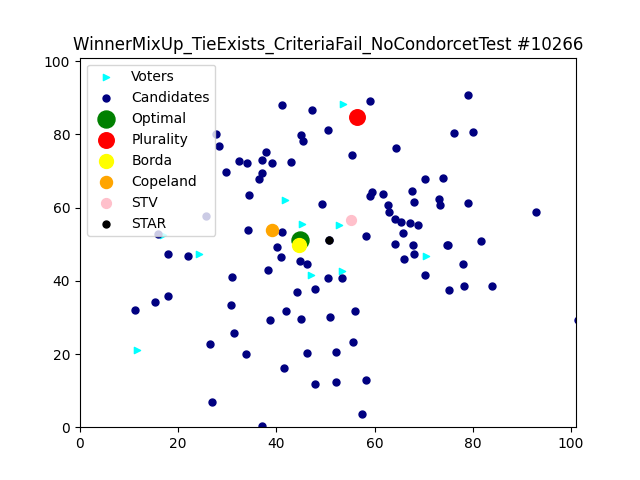 WinnerMixUp_TieExists_CriteriaFail_NoCondorcetTest #10266
100
80
60
40
20
0
Voters
Candidates
Optimal
Plurality
Borda
Copeland
STV
STAR
0 20 40 60 80 100